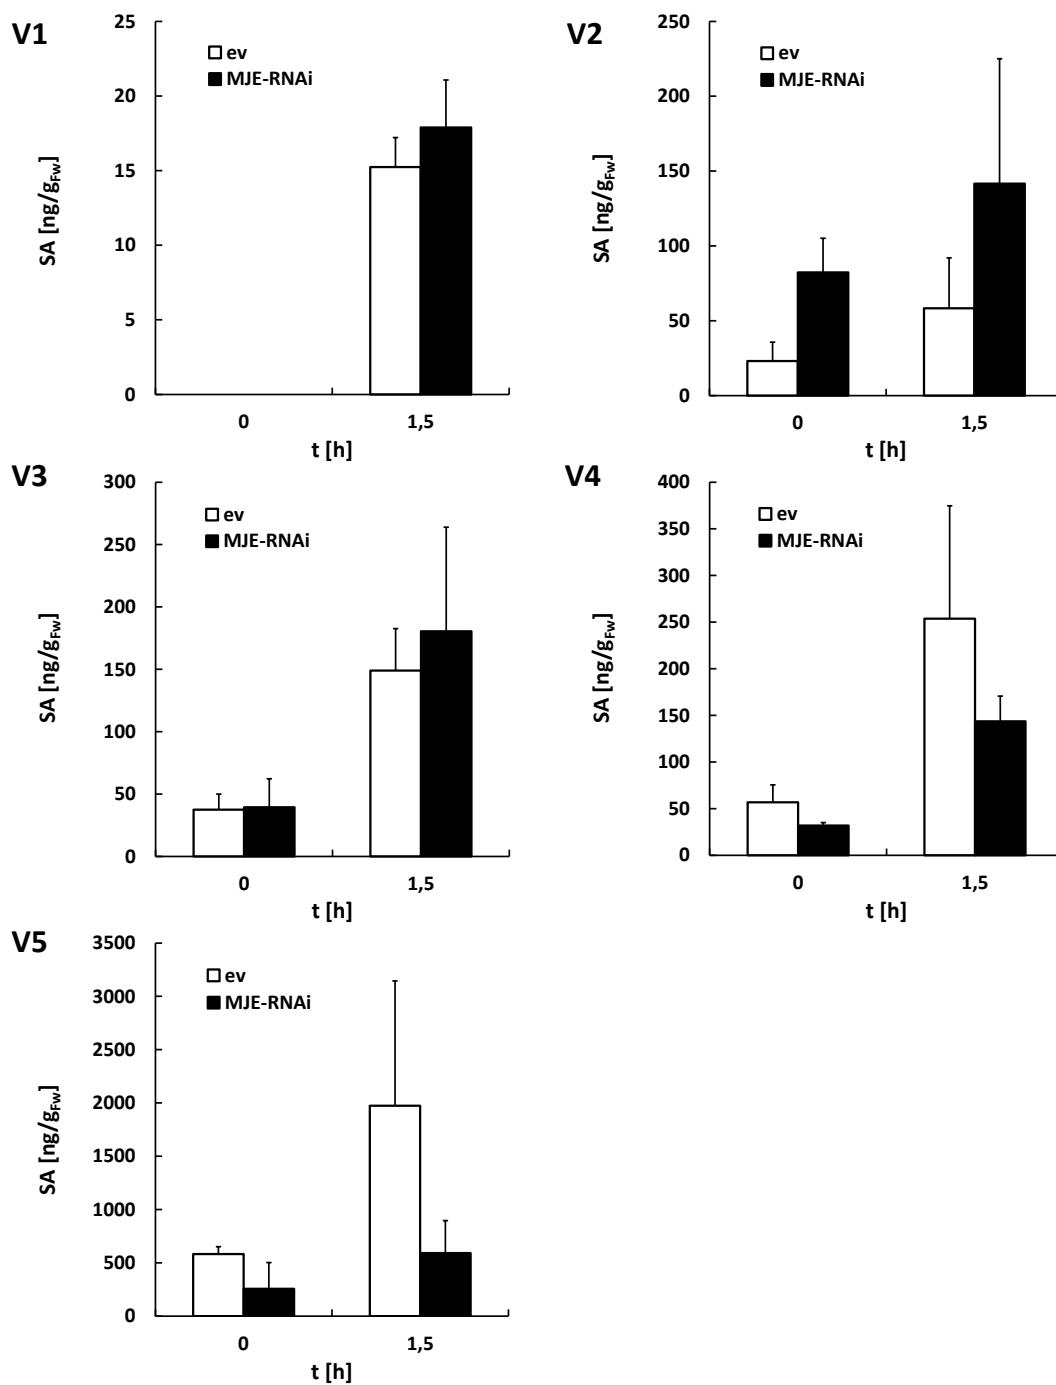 V1
SA [ng/gFw]
25
20
15
10
5
0
ev
MJE-RNAi
0
1,5
t [h]
V2
SA [ng/gFw]
250
200
150
100
50
0
ev
MJE-RNAi
0
1,5
t [h]
V3
SA [ng/gFw]
300
250
200
150
100
50
0
ev
MJE-RNAi
0
1,5
t [h]
V4
SA [ng/gFw]
400
350
300
250
200
150
100
50
0
ev
MJE-RNAi
0
1,5
t [h]
V5
SA [ng/gFw]
3500
3000
2500
2000
1500
1000
500
0
ev
MJE-RNAi
0
1,5
t [h]